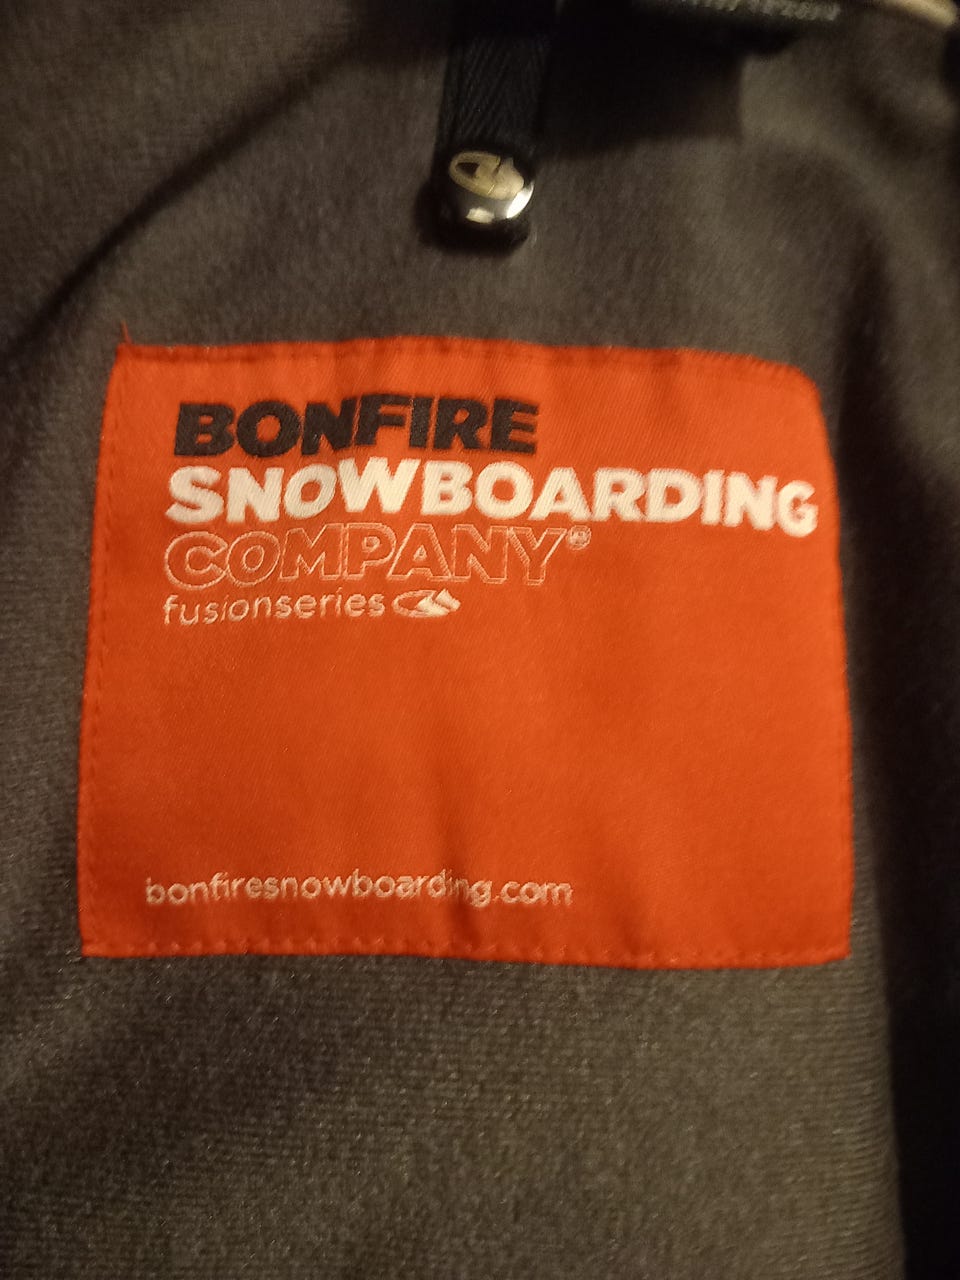 BONFIRE
SNOWBOARDING
COMPANY®
fusionseries
bonfiresnowboarding.com